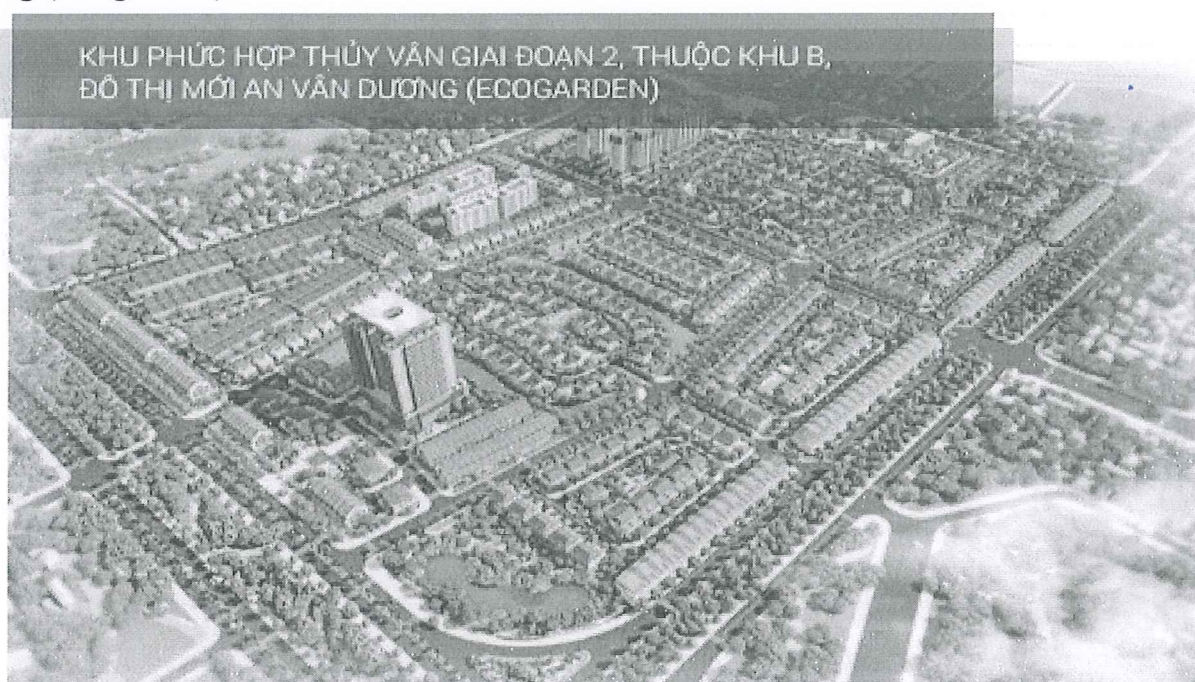 KHU PHỨC HỢP THỦY VÂN GIAI ĐOẠN 2, THUỘC KHU B,
ĐÔ THỊ MỚI AN VÂN DƯƠNG (ECOGARDEN)